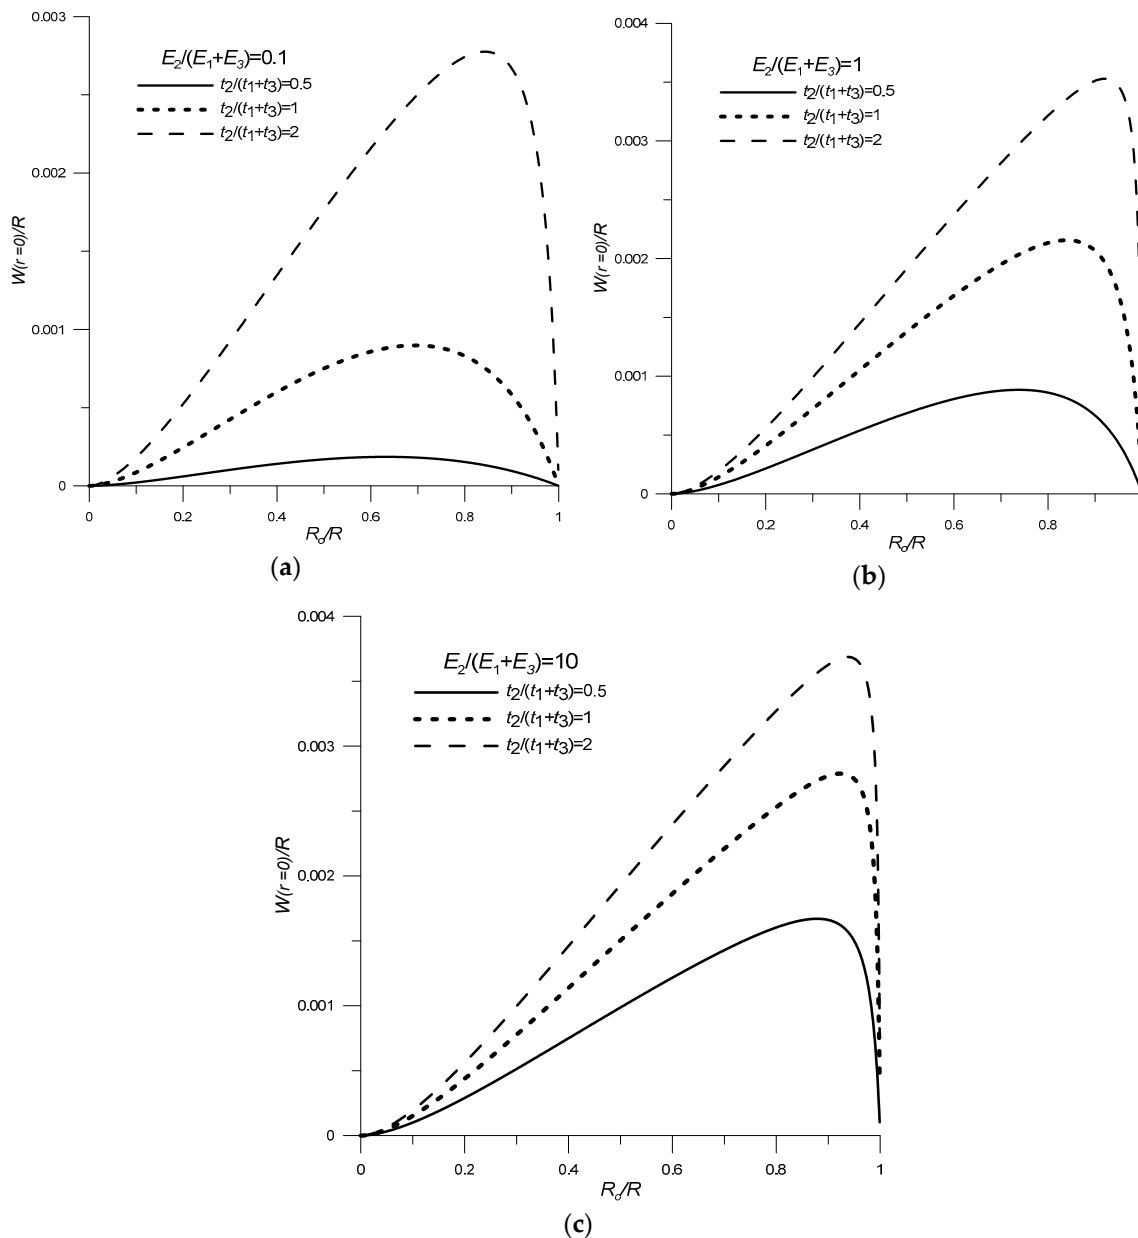 0.003
E2/(E1+E3)=0.1
t2/(t1+t3)=0.5
t2/(t1+t3)=1
t2/(t1+t3)=2
0.002
W(r =0)/R
0.001
0
0 0.2 0.4 0.6 0.8 1
Ro/R
(a)
0.004
E2/(E1+E3)=1
t2/(t1+t3)=0.5
t2/(t1+t3)=1
t2/(t1+t3)=2
0.003
W(r =0)/R
0.002
0.001
0
0 0.2 0.4 0.6 0.8
Ro/R
(b)
0.004
E2/(E1+E3)=10
t2/(t1+t3)=0.5
t2/(t1+t3)=1
t2/(t1+t3)=2
0.003
W(r =0)/R
0.002
0.001
0
0 0.2 0.4 0.6 0.8 1
Ro/R
(c)